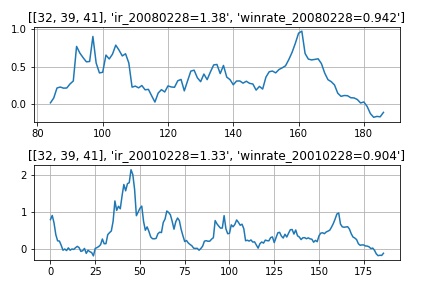 [[32, 39, 41], 'ir_20080228=1.38', 'winrate_20080228=0.942']
1.0
0.5
0.0
80 100 120 140 160 180
[[32, 39, 41], 'ir_20010228=1.33', 'winrate_20010228=0.904']
2
1
0
0 25 50 75 100 125 150 175